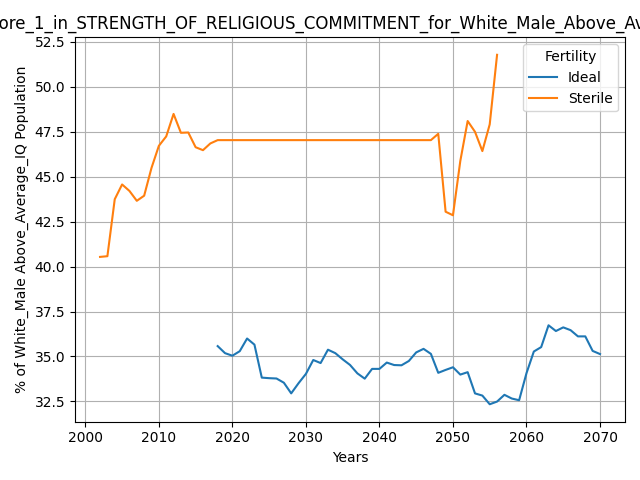 ore_1_in_STRENGTH_OF_RELIGIOUS_COMMITMENT_for_White_Male_Above_Av
52.5
50.0
47.5
45.0
42.5
40.0
37.5
35.0
32.5
% of White_Male Above_Average_IQ Population
Fertility
Ideal
Sterile
2000 2010 2020 2030 2040 2050 2060 2070
Years